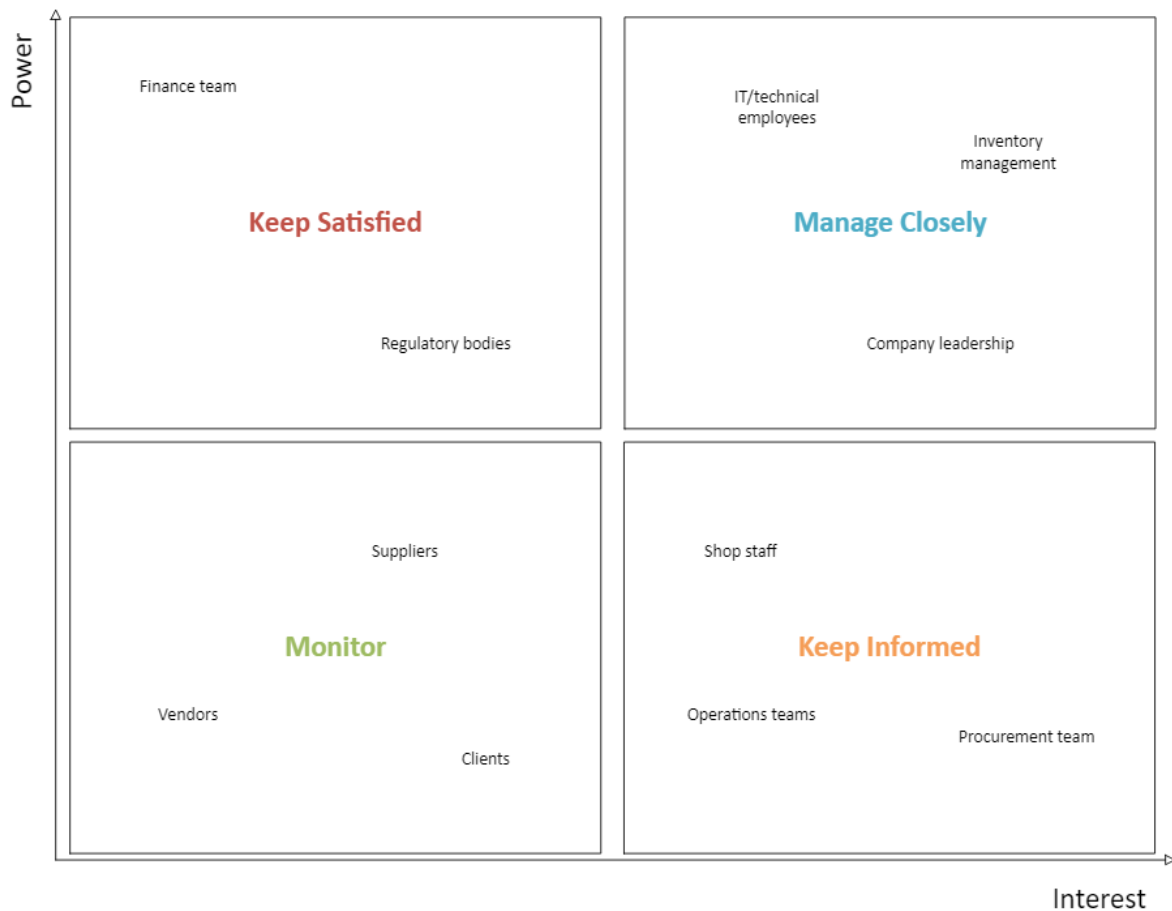 Power
Finance team
Keep Satisfied
Regulatory bodies
IT/technical
employees
Inventory
management
Manage Closely
Company leadership
Suppliers
Monitor
Vendors
Clients
Shop staff
Keep Informed
Operations teams
Procurement team
Interest